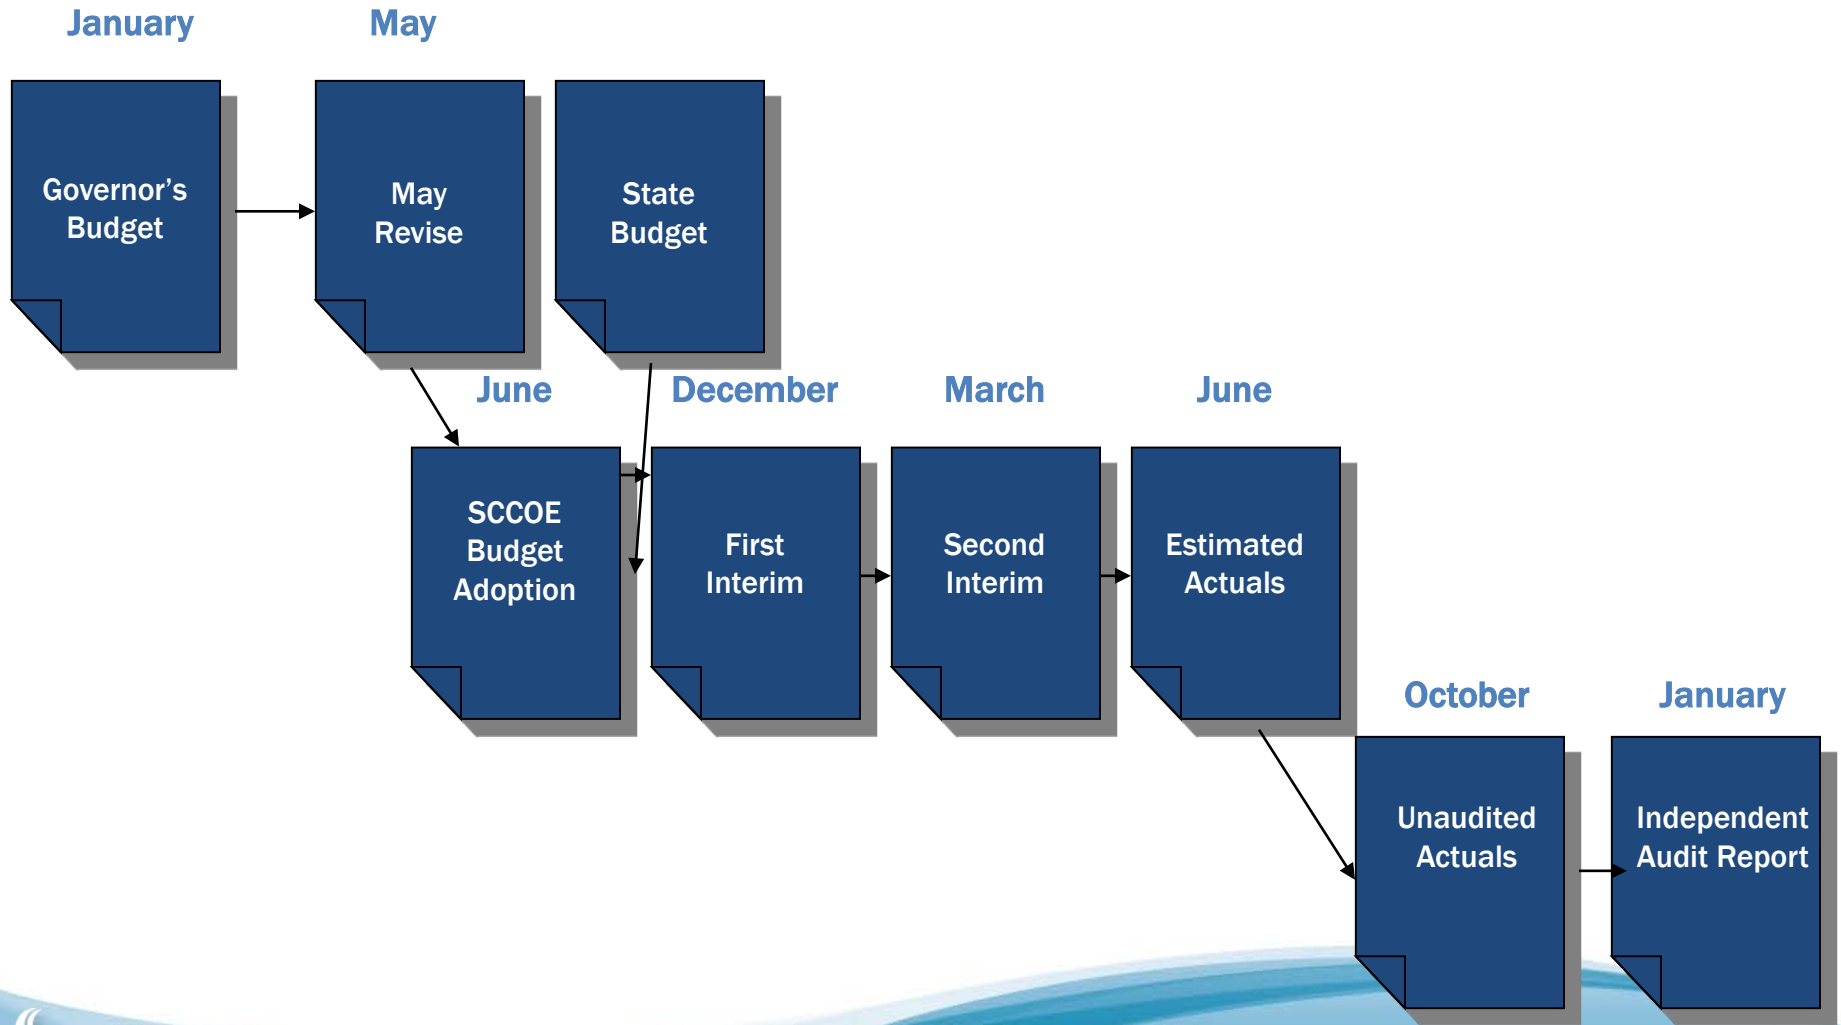 January
May
Governor’s
Budget
May
Revise
State
Budget
June
December
March
June
SCCOE
Budget
Adoption
First
Interim
Second
Interim
Estimated
Actuals
October
January
Unaudited
Actuals
Independent
Audit Report